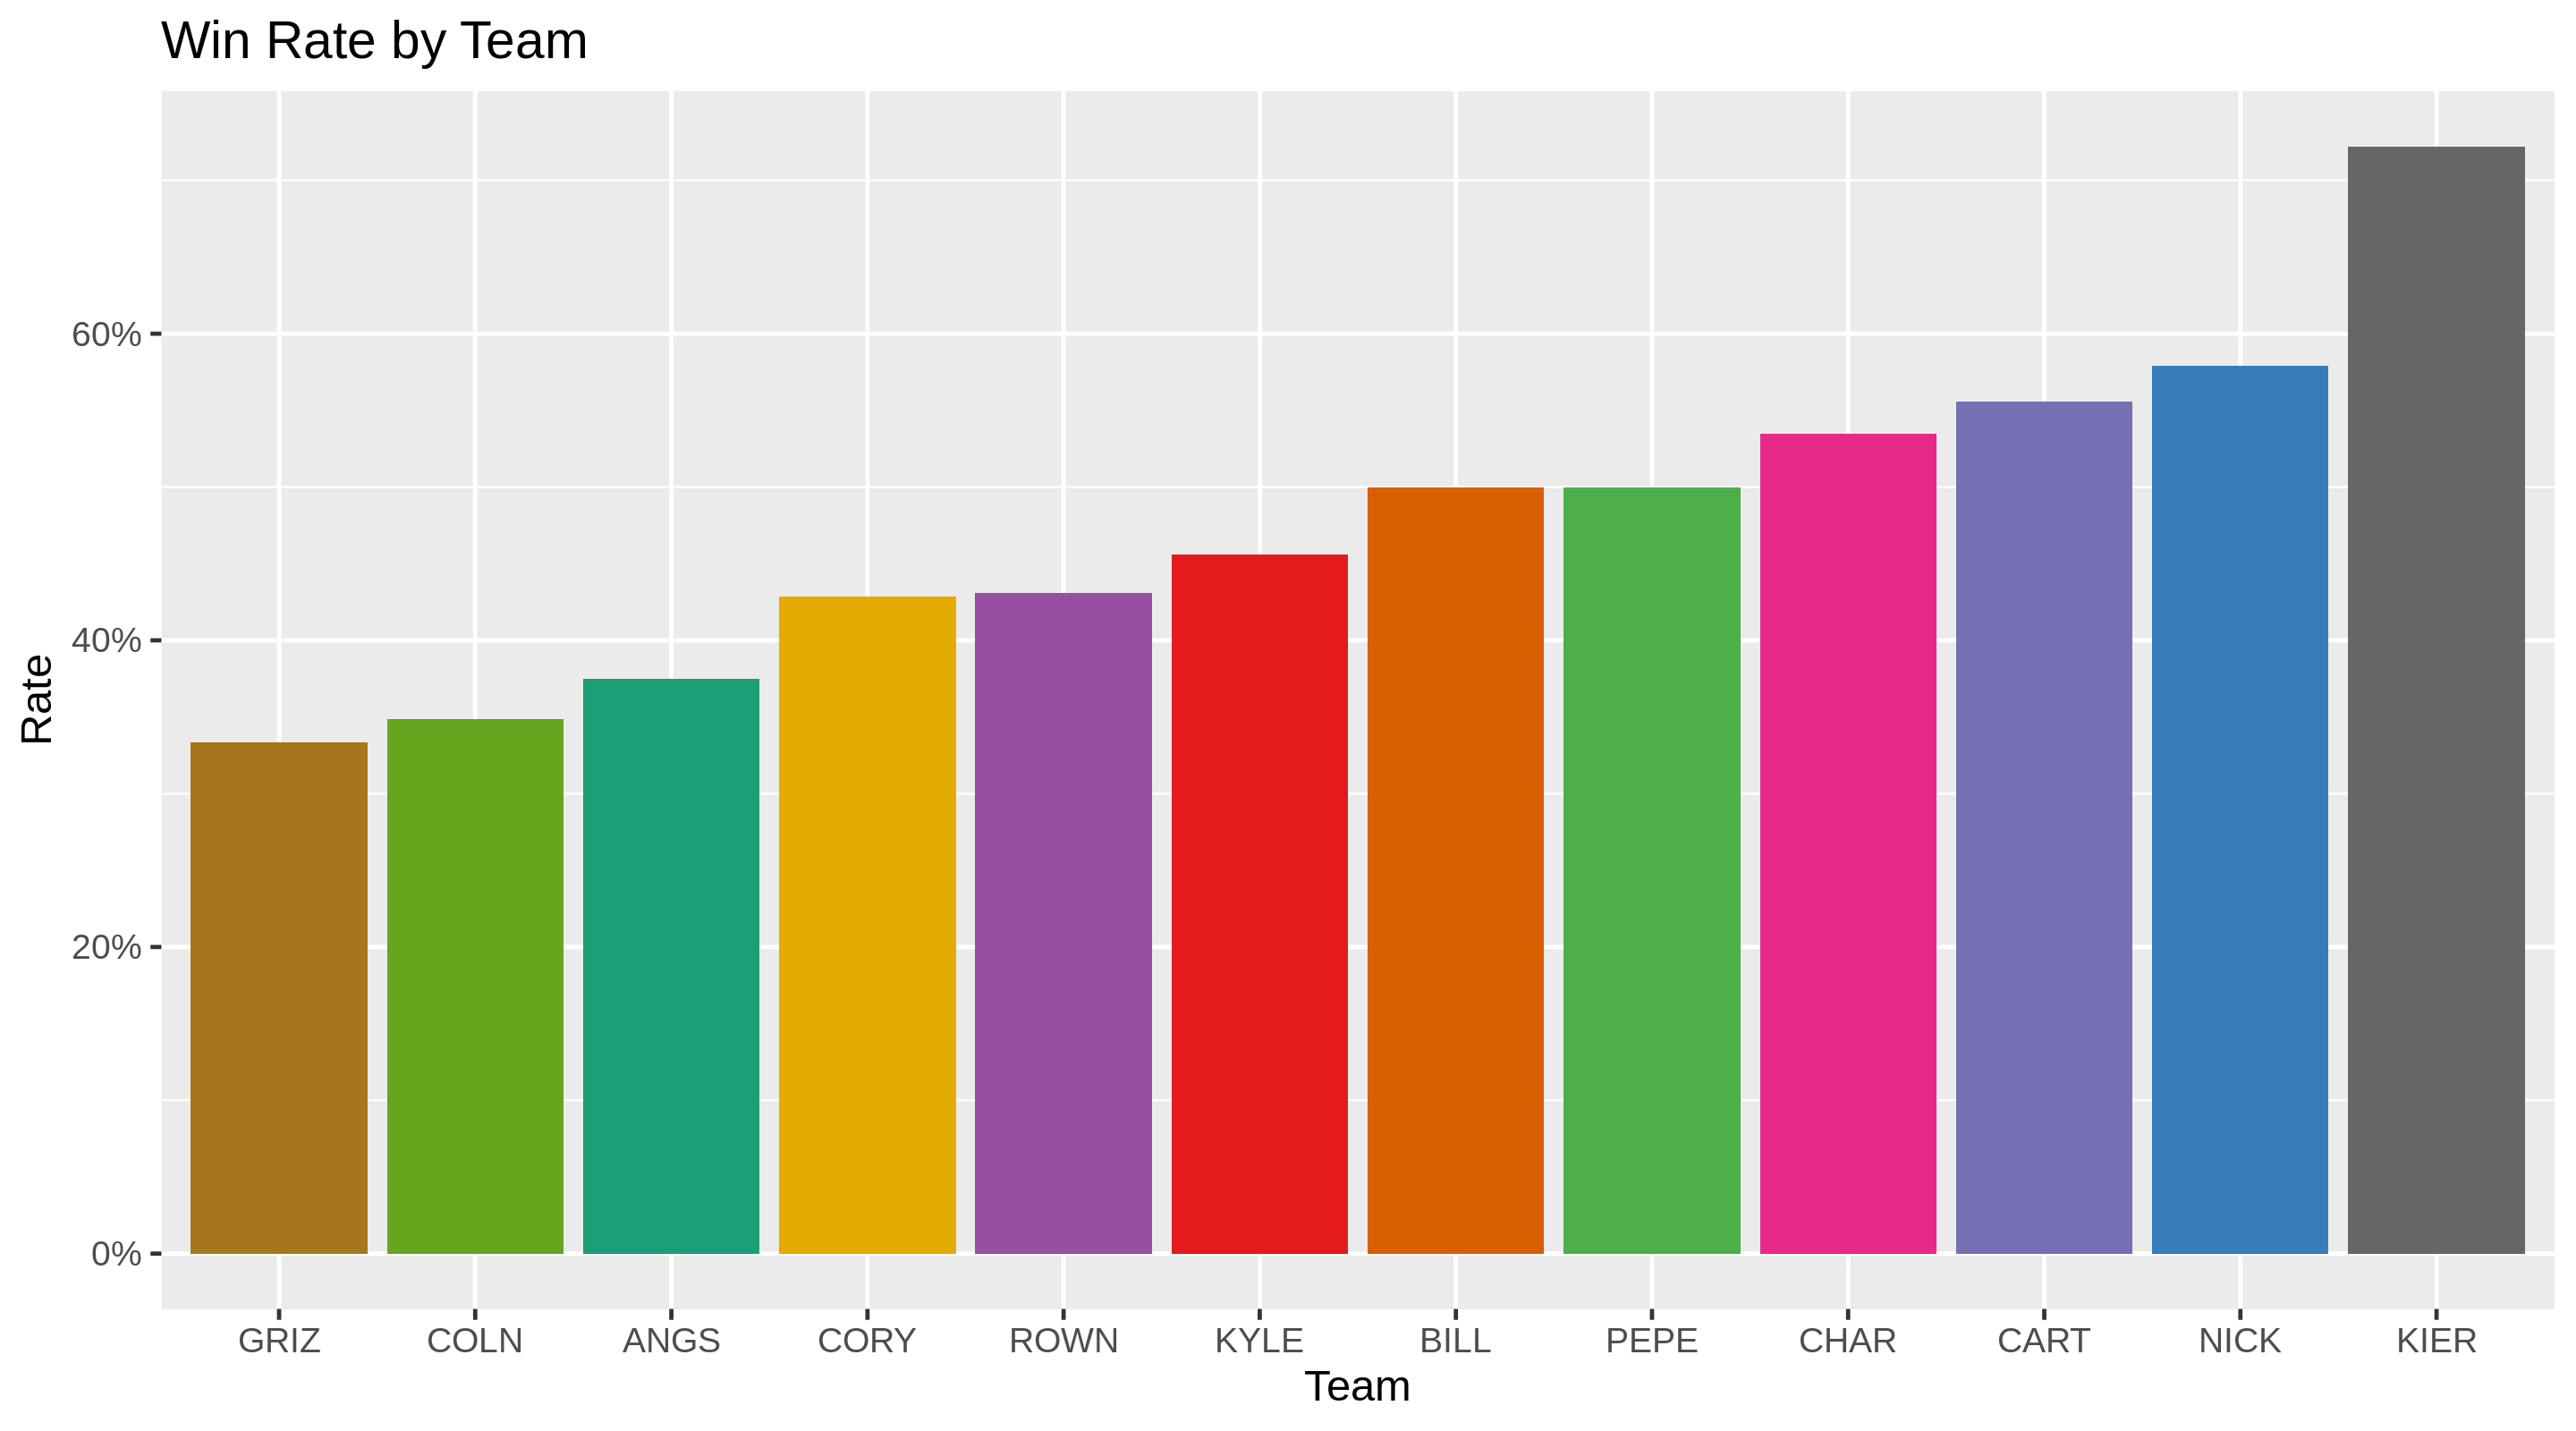 Win Rate by Team
Rate
60%
40%
20%
0%
GRIZ COLN ANGS CORY ROWN KYLE BILL PEPE CHAR CART NICK KIER
Team